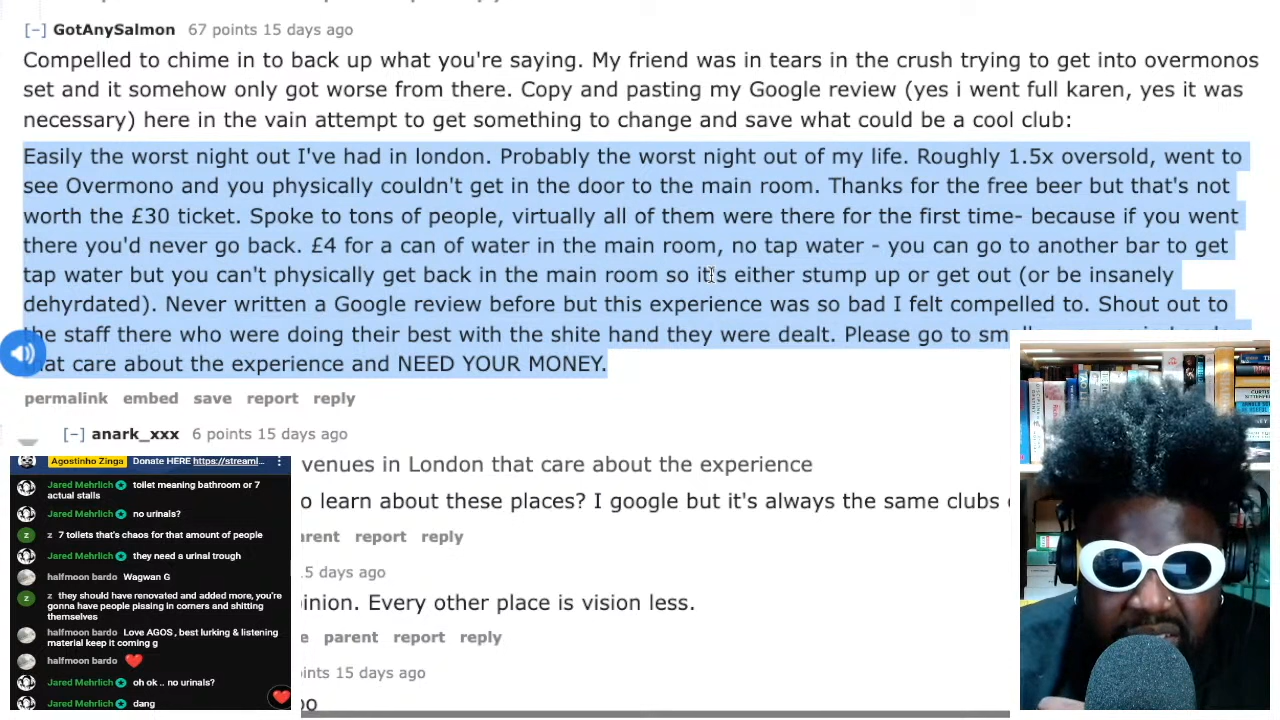 [–] GotAnySalmon 67 points 15 days ago
Compelled to chime in to back up what you're saying. My friend was in tears in the crush trying to get into overmonos
set and it somehow only got worse from there. Copy and pasting my Google review (yes i went full karen, yes it was
necessary) here in the vain attempt to get something to change and save what could be a cool club:
Easily the worst night out I've had in london. Probably the worst night out of my life. Roughly 1.5x oversold, went to
see Overmono and you physically couldn't get in the door to the main room. Thanks for the free beer but that's not
worth the £30 ticket. Spoke to tons of people, virtually all of them were there for the first time- because if you went
there you'd never go back. £4 for a can of water in the main room, no tap water - you can go to another bar to get
tap water but you can't physically get back in the main room so it's either stump up or get out (or be insanely
dehyrdated). Never written a Google review before but this experience was so bad I felt compelled to. Shout out to
the staff there who were doing their best with the shite hand they were dealt. Please go to
that care about the experience and NEED YOUR MONEY.
permalink embed save report reply
[–] anark_xxx 6 points 15 days ago
venues in London that care about the experience
o learn about these places? I google but it's always the same clubs
report reply
15 days ago
Every other place is vision less.
parent report reply
15 days ago
Agostinho Zinga Donate HERE https://streaml...
Jared Mehrlich toilet meaning bathroom or 7
actual stalls
Jared Mehrlich no urinals?
z z 7 toilets that's chaos for that amount of people
Jared Mehrlich they need a urinal trough
halfmoon bardo Wagwan G
z z they should have renovated and added more, you're
gonna have people pissing in corners and shitting
themselves
halfmoon bardo Love AGOS , best lurking & listening
material keep it coming g
halfmoon bardo ❤️
Jared Mehrlich oh ok .. no urinals?
Jared Mehrlich dang